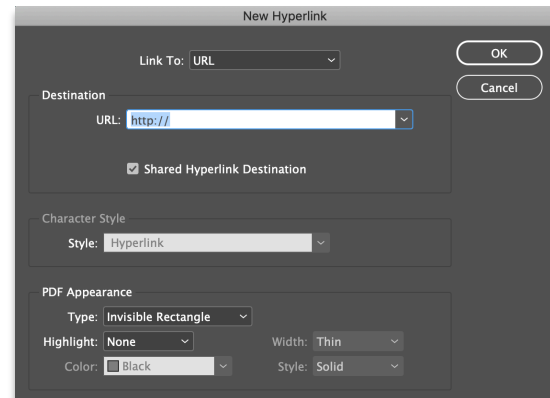 New Hyperlink
Link To: URL
OK
Cancel
Destination
URL: http://
Shared Hyperlink Destination
Character Style
Style: Hyperlink
PDF Appearance
Type: Invisible Rectangle
Highlight: None Width: Thin
Color: Black Style: Solid